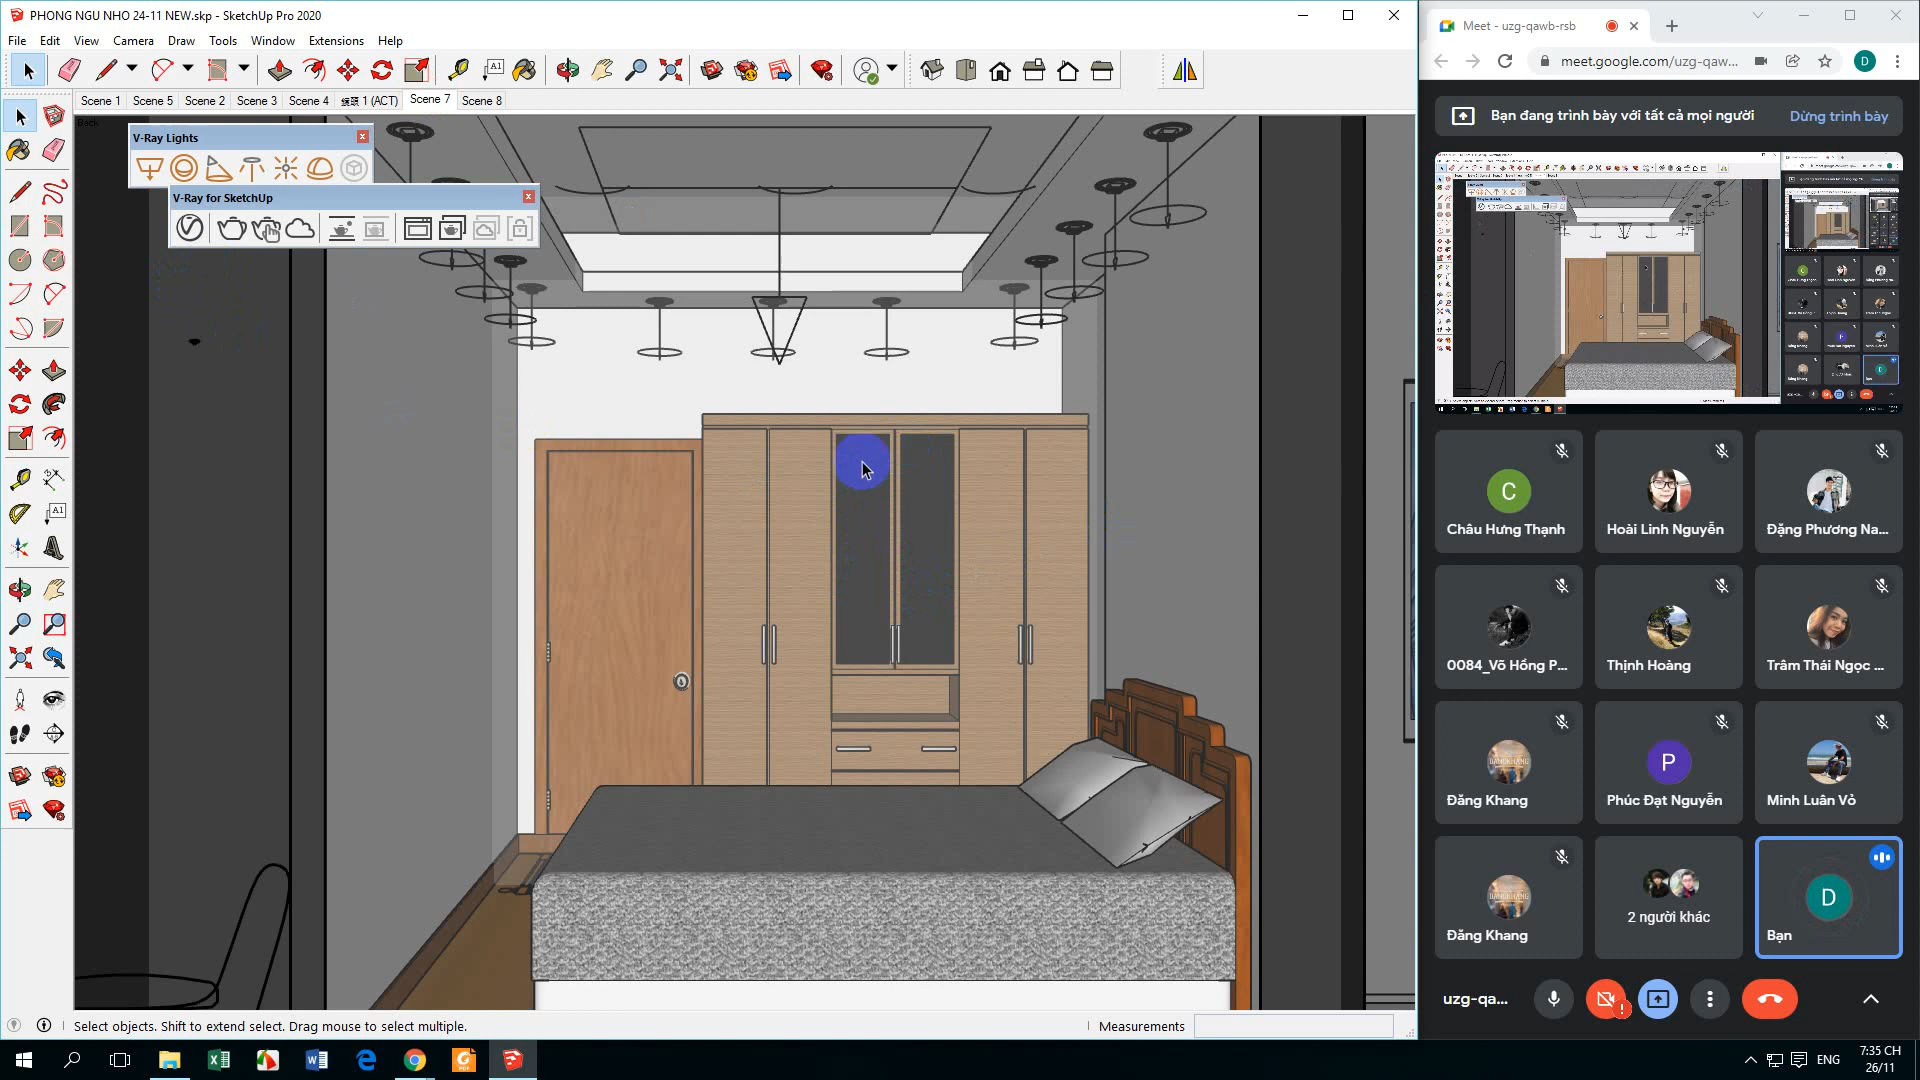 PHONG NGU NHO 24-11 NEW.skp - SketchUp Pro 2020
File Edit View Camera Draw Tools Window Extensions Help
Scene 1 Scene 5 Scene 2 Scene 3 Scene 4 1 (ACT) Scene 7 Scene 8
Back
V-Ray Lights
V-Ray for SketchUp
Select objects. Shift to extend select. Drag mouse to select multiple.
Measurements
Meet - uzg-qawb-rsb
meet.google.com/uzg-qaw...
D
Bạn đang trình bày với tất cả mọi người
Dừng trình bày
C
Châu Hưng Thạnh
Hoài Linh Nguyễn
Đặng Phương Na...
0084_Võ Hồng P...
Thịnh Hoàng
Trâm Thái Ngọc ...
Đăng Khang
P
Phúc Đạt Nguyễn
Minh Luân Võ
Đăng Khang
2 người khác
D
Bạn
uzg-qa...
ENG
7:35 CH
26/11